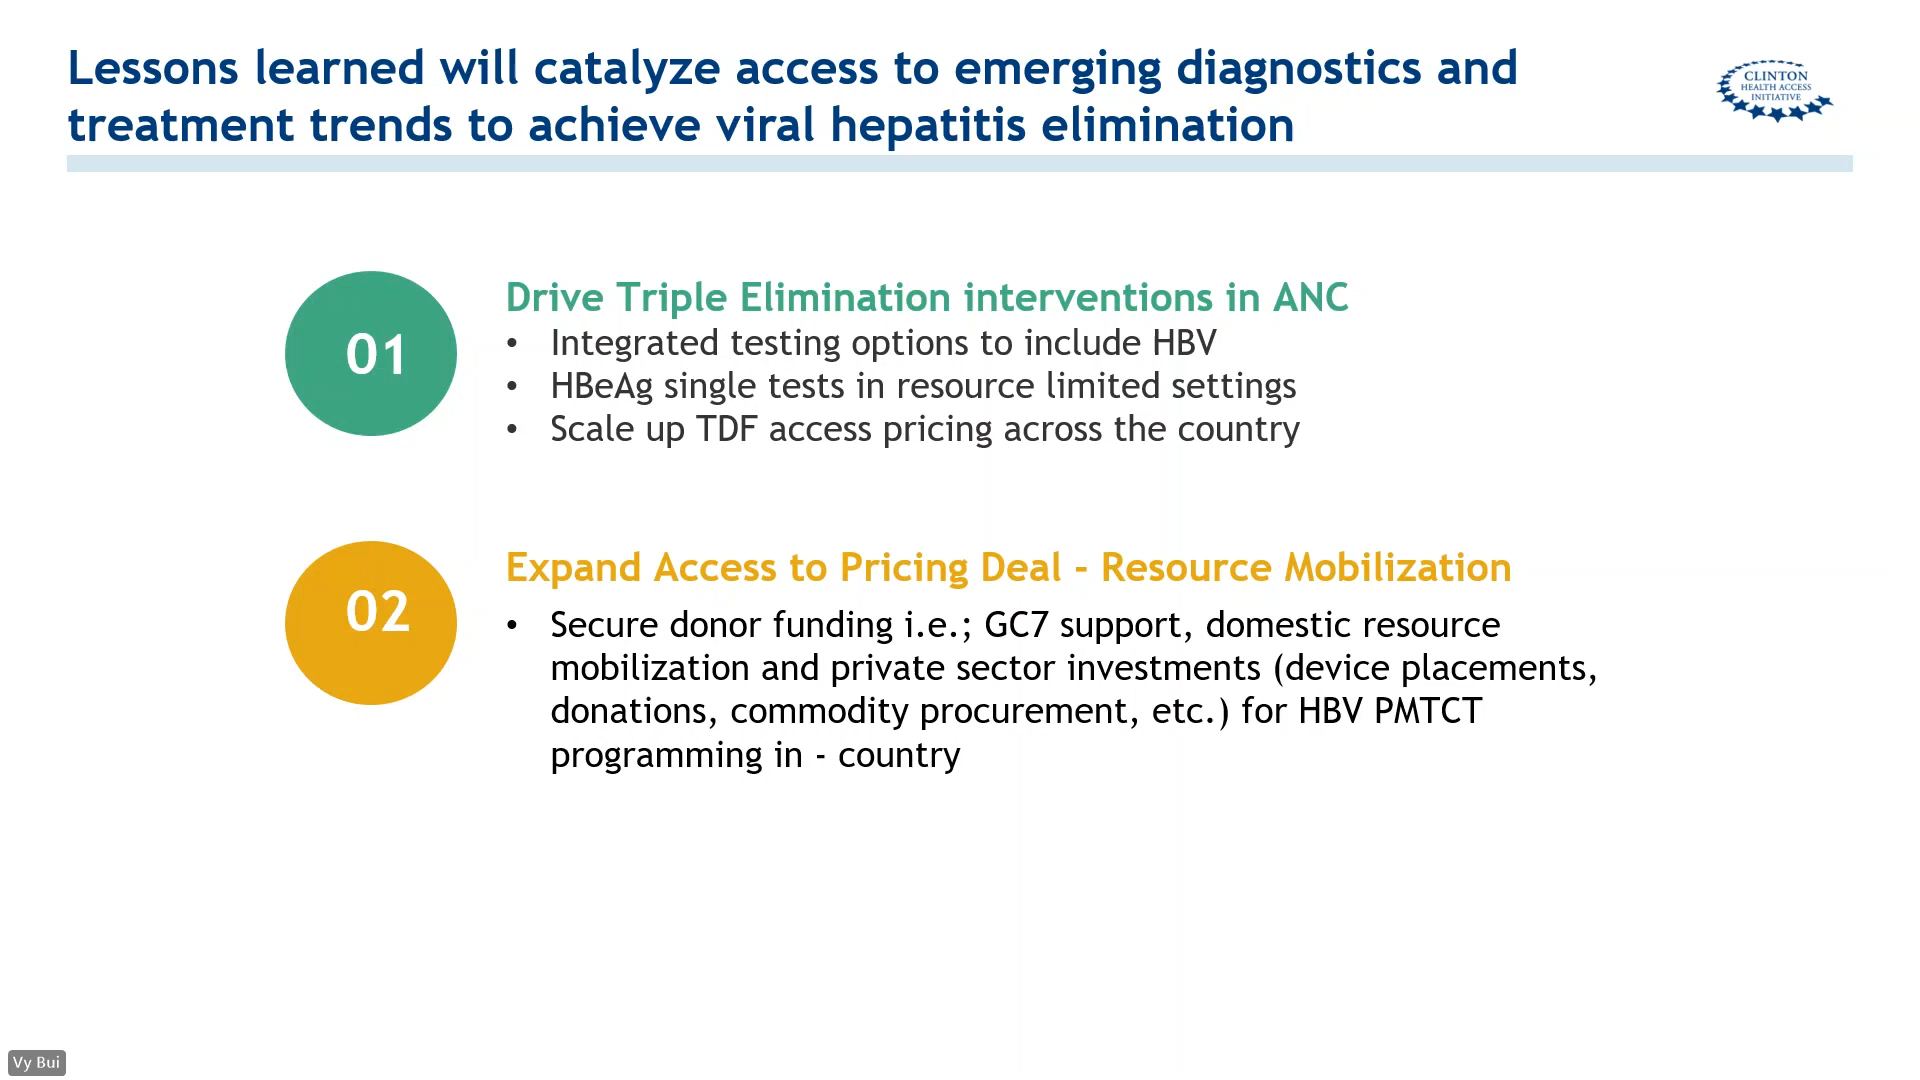 Lessons learned will catalyze access to emerging diagnostics and
treatment trends to achieve viral hepatitis elimination
CLINTON
HEALTH ACCESS
INITIATIVE
01
Drive Triple Elimination interventions in ANC
• Integrated testing options to include HBV
• HBeAg single tests in resource limited settings
• Scale up TDF access pricing across the country
02
Expand Access to Pricing Deal - Resource Mobilization
• Secure donor funding i.e.; GC7 support, domestic resource
mobilization and private sector investments (device placements,
donations, commodity procurement, etc.) for HBV PMTCT
programming in - country
Vy Bui